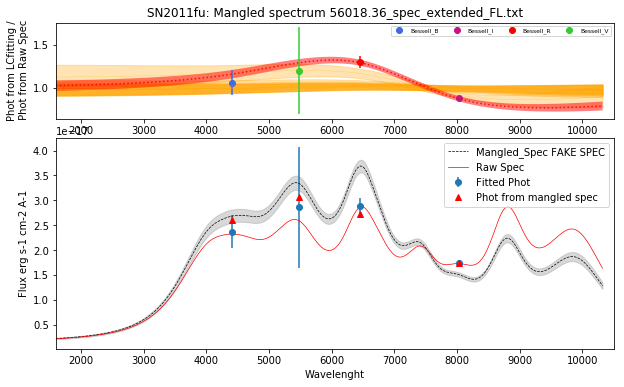 SN2011fu: Mangled spectrum 56018.36_spec_extended_FL.txt
Phot from LCfitting /
Phot from Raw Spec
1.5
1.0
Bessell_B
Bessell_I
Bessell_R
Bessell_V
2000
3000
4000
5000
6000
7000
8000
9000
10000
Flux erg s-1 cm-2 A-1
4.0
3.5
3.0
2.5
2.0
1.5
1.0
0.5
Mangled_Spec FAKE SPEC
Raw Spec
Fitted Phot
Phot from mangled spec
2000
3000
4000
5000
6000
7000
8000
9000
10000
Wavelenght